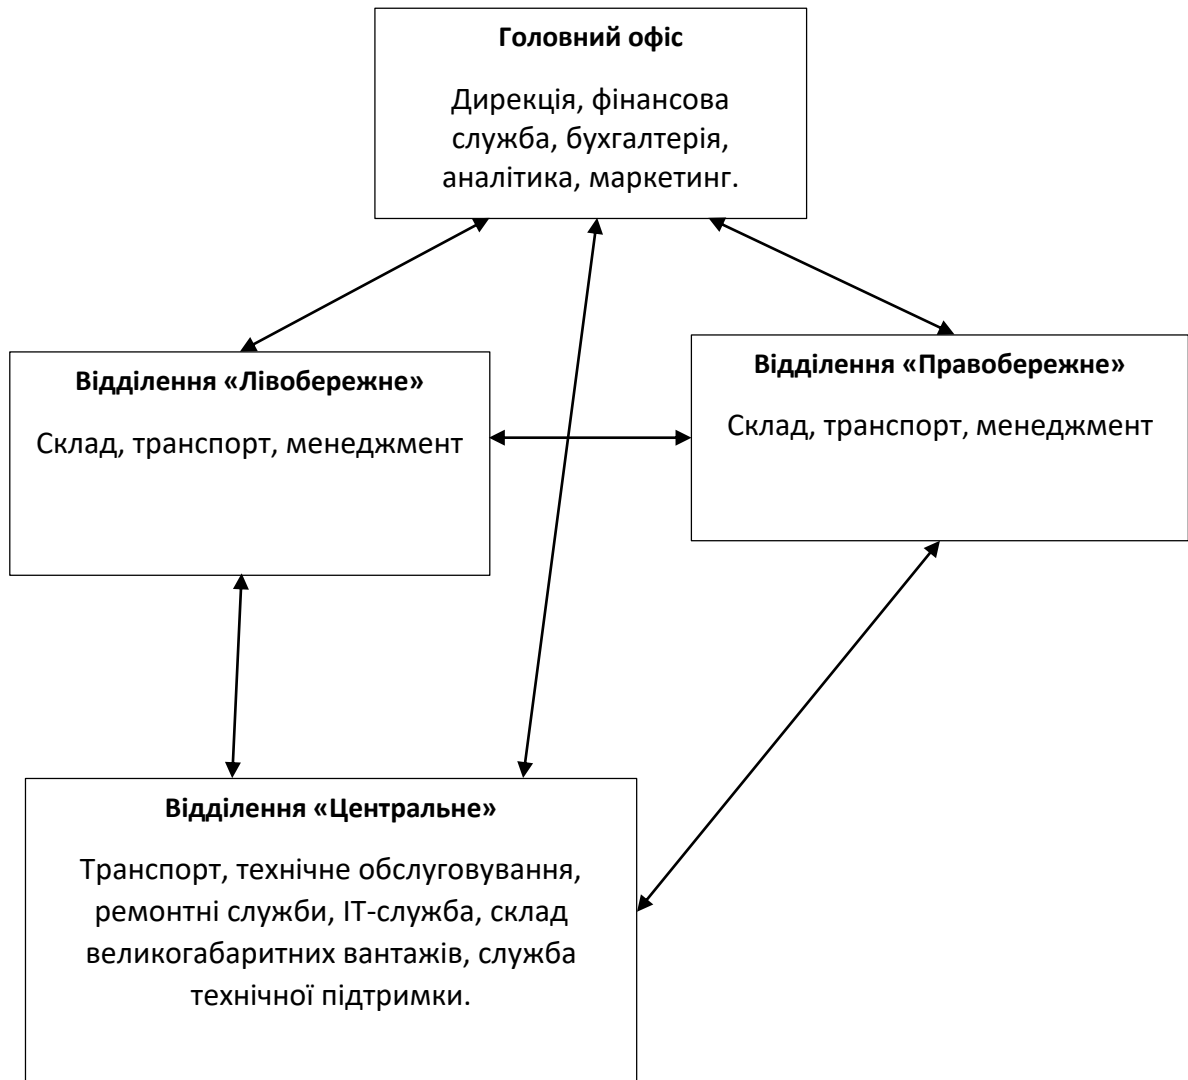 Головний офіс
Дирекція, фінансова
служба, бухгалтерія,
аналітика, маркетинг.
Відділення «Лівобережне»
Склад, транспорт, менеджмент
Відділення «Правобережне»
Склад, транспорт, менеджмент
Відділення «Центральне»
Транспорт, технічне обслуговування,
ремонтні служби, ІТ-служба, склад
великогабаритних вантажів, служба
технічної підтримки.